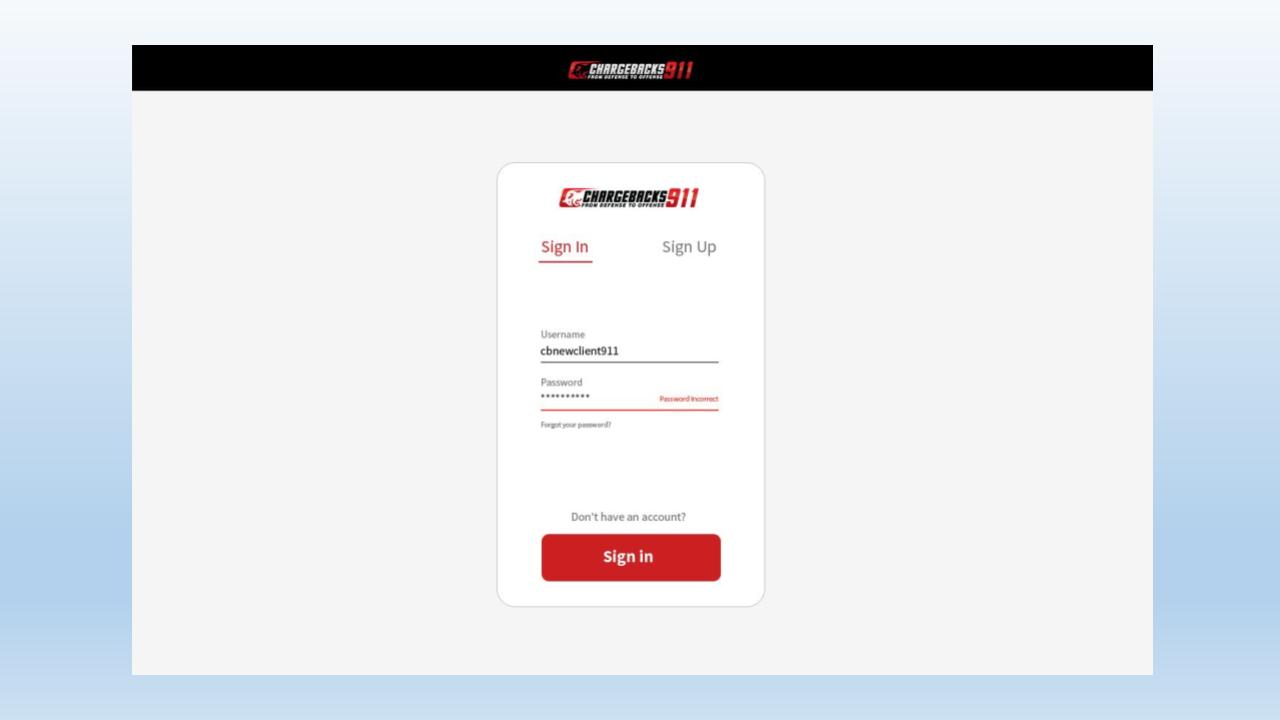 CHARGEBACKS911
FROM DEFENSE TO OFFENSE
CHARGEBACKS911
FROM DEFENSE TO OFFENSE
Sign In Sign Up
Username
cbnewclient911
Password
********** Password Incorrect
Forgot your password?
Don't have an account?
Sign in